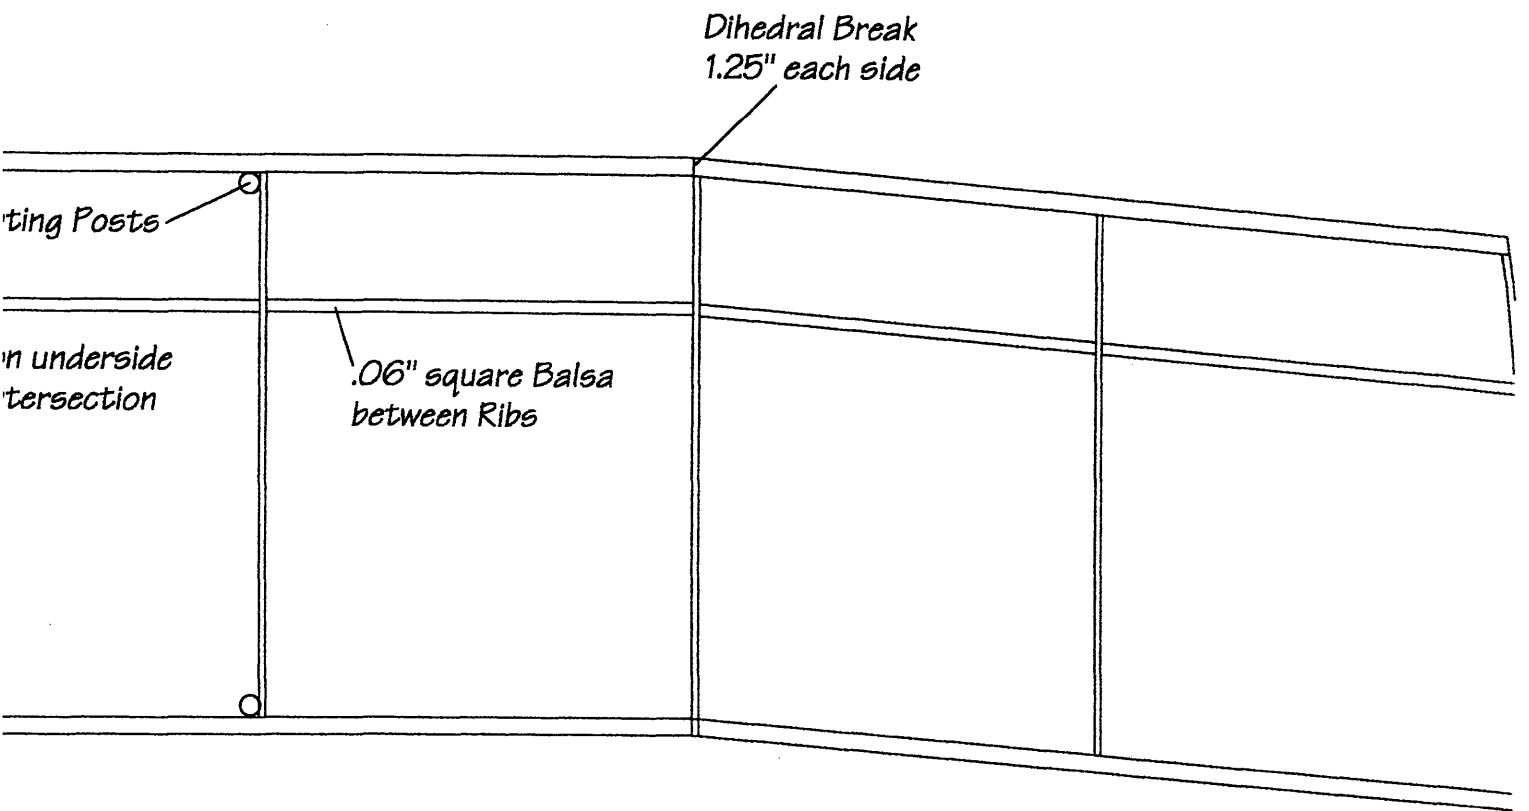 Dihedral Break
1.25" each side
ting Posts
n underside
tersection
.06" square Balsa
between Ribs